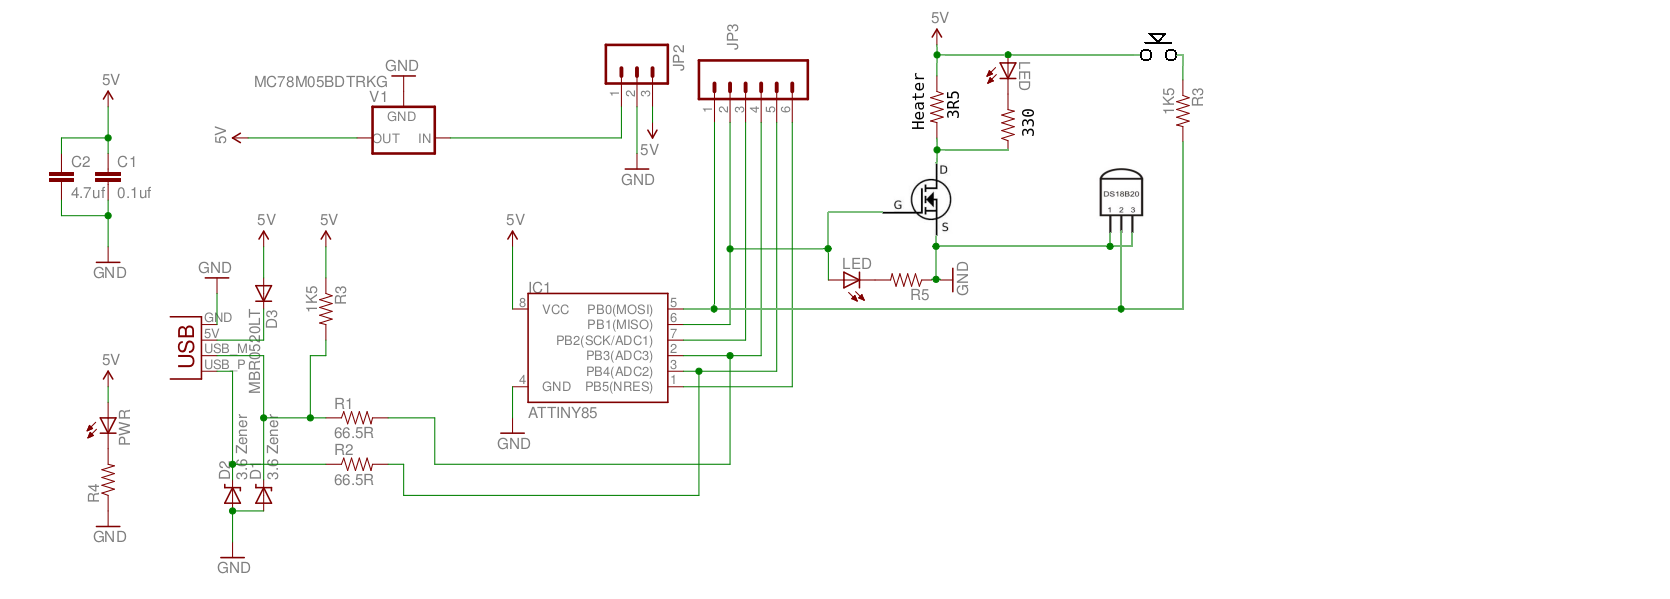 5V
C2
C1
4.7uf
0.1uf
GND
5V
PWR
R4
GND
MC78M05BDTRKG
V1
GND
GND
OUT
IN
5V
JP2
1
2
3
5V
GND
JP3
1
2
3
4
5
6
GND
USB
GND
5V
USB_M
USB_P
5V
D3
MBR0520LT
5V
1K5
R3
D2
3.6 Zener
D1
3.6 Zener
GND
R1
66.5R
R2
66.5R
5V
IC1
8
VCC
4
GND
PB0(MOSI)
5
PB1(MISO)
6
PB2(SCK/ADC1)
7
PB3(ADC3)
2
PB4(ADC2)
3
PB5(NRES)
1
ATTINY85
GND
5V
Heater
3R5
LED
330
D
G
S
LED
R5
GND
DS18B20
1
2
3
1K5
R3